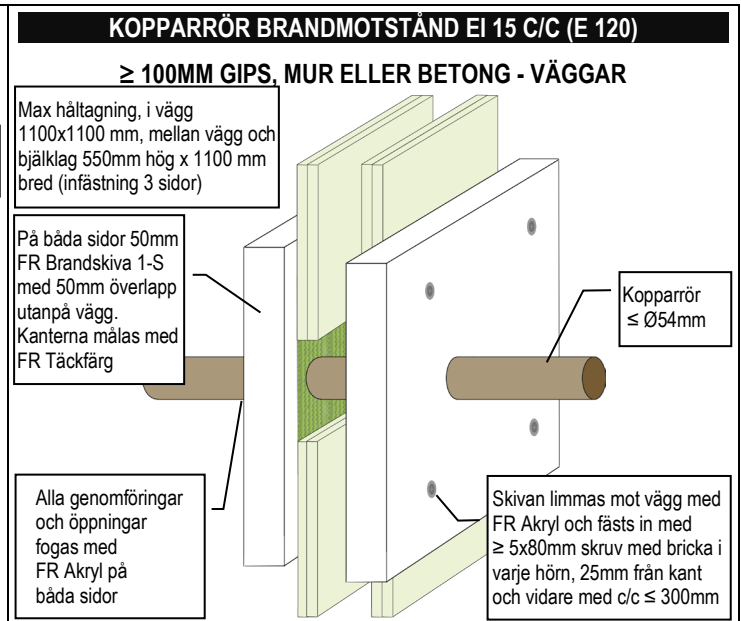 KOPPARRÖR BRANDMOTSTÅND EI 15 C/C (E 120)
≥ 100MM GIPS, MUR ELLER BETONG - VÄGGAR
Max håltagning, i vägg
1100x1100 mm, mellan vägg och
bjälklag 550mm hög x 1100 mm
bred (infästning 3 sidor)
På båda sidor 50mm
FR Brandskiva 1-S
med 50mm överlapp
utanpå vägg.
Kanterna målas med
FR Täckfärg
Kopparrör
≤ Ø54mm
Alla genomföringar
och öppningar
fogas med
FR Akryl på
båda sidor
Skivan limmas mot vägg med
FR Akryl och fästs in med
≥ 5x80mm skruv med bricka i
varje hörn, 25mm från kant
och vidare med c/c ≤ 300mm